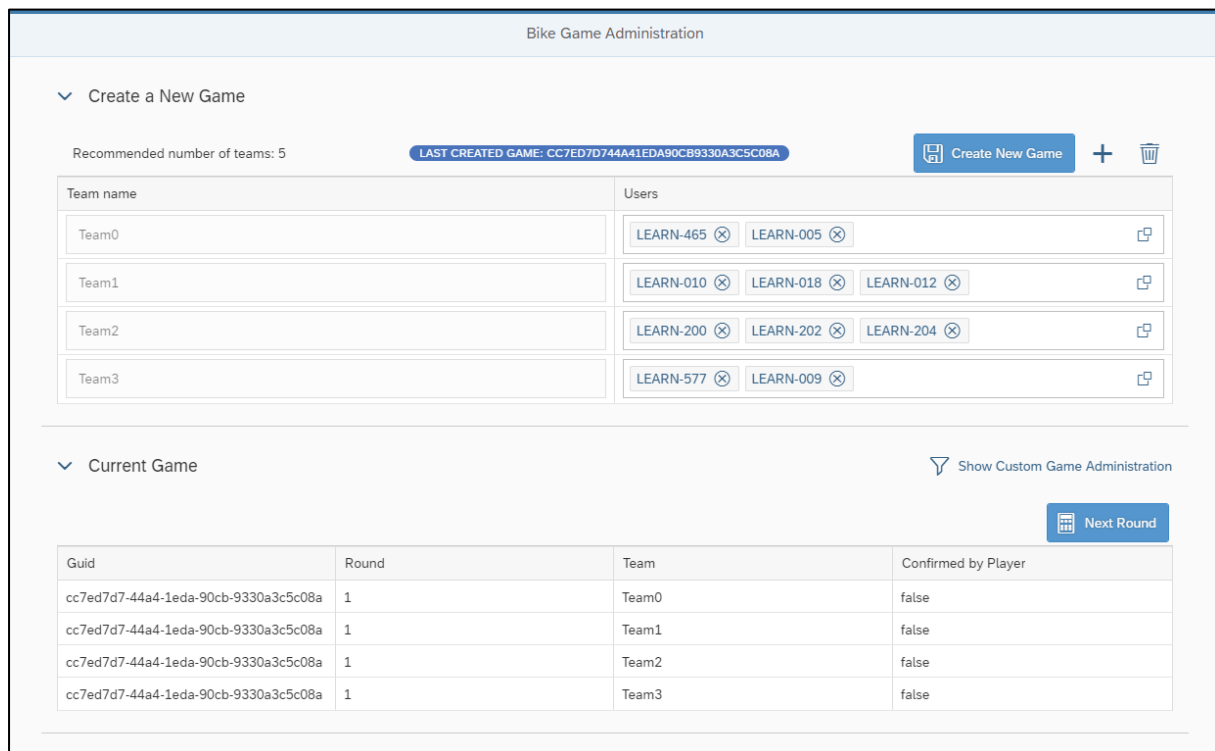 Bike Game Administration
Create a New Game
Recommended number of teams: 5 LAST CREATED GAME: CC7ED7D744A41EDA90CB9330A3C5C08A Create New Game
Team name Users
Team0 LEARN-465 LEARN-005
Team1 LEARN-010 LEARN-018 LEARN-012
Team2 LEARN-200 LEARN-202 LEARN-204
Team3 LEARN-577 LEARN-009
Current Game Show Custom Game Administration
Next Round
Guid Round Team Confirmed by Player
cc7ed7d7-44a4-1eda-90cb-9330a3c5c08a 1 Team0 false
cc7ed7d7-44a4-1eda-90cb-9330a3c5c08a 1 Team1 false
cc7ed7d7-44a4-1eda-90cb-9330a3c5c08a 1 Team2 false
cc7ed7d7-44a4-1eda-90cb-9330a3c5c08a 1 Team3 false